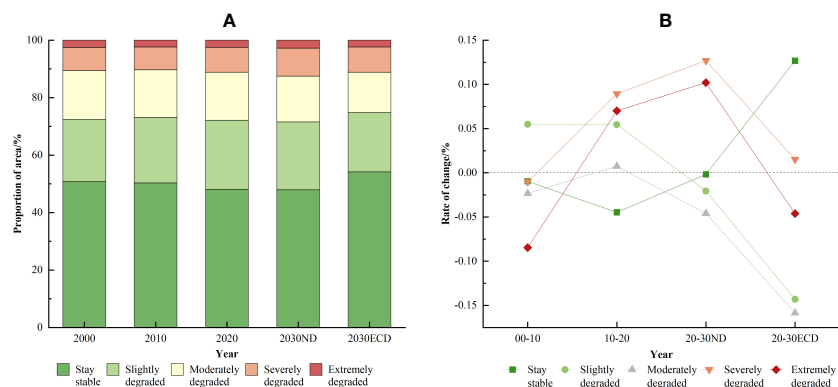 A
Proportion of area/%
100
80
60
40
20
0
2000 2010 2020 2030ND 2030ECD
Year
Stay stable
Slightly degraded
Moderately degraded
Severely degraded
Extremely degraded
B
Rate of change/%
0.15
0.10
0.05
0.00
-0.05
-0.10
-0.15
00-10 10-20 20-30ND 20-30ECD
Year
Stay stable
Slightly degraded
Moderately degraded
Severely degraded
Extremely degraded